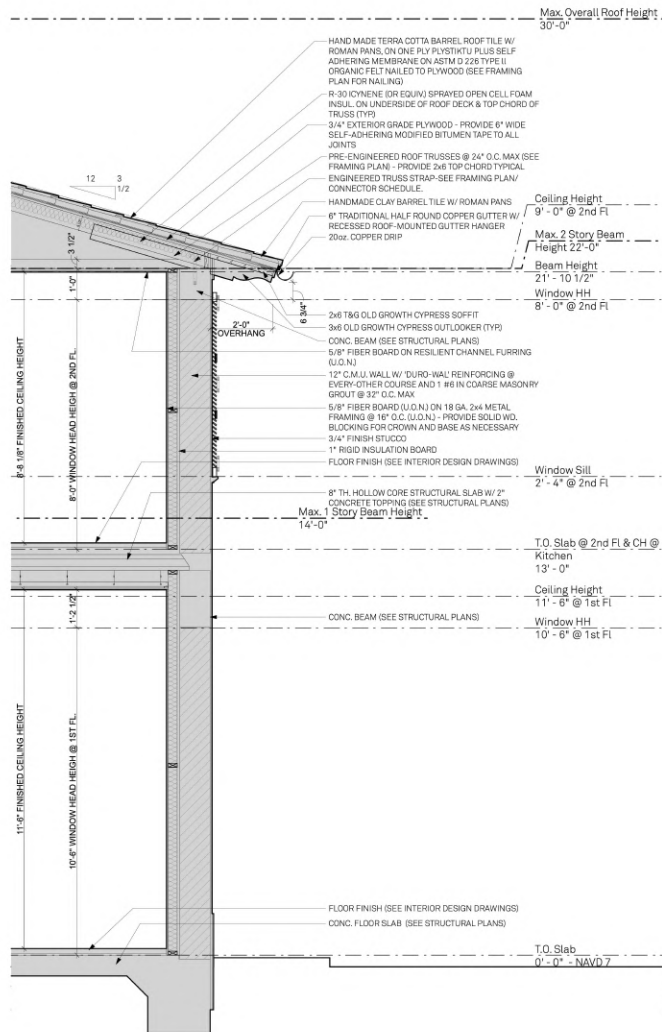 Max. Overall Roof Height
30'-0"
HAND MADE TERRA COTTA BARREL ROOF TILE W/
ROMAN PANS, ON ONE PLY PLYSTIKTU PLUS SELF
ADHERING MEMBRANE ON ASTM D 226 TYPE II
ORGANIC FELT NAILED TO PLYWOOD (SEE FRAMING
PLAN FOR NAILING)
R-30 ICYNENE (OR EQUIV.) SPRAYED OPEN CELL FOAM
INSUL. ON UNDERSIDE OF ROOF DECK & TOP CHORD OF
TRUSS (TYP)
3/4" EXTERIOR GRADE PLYWOOD - PROVIDE 6" WIDE
SELF-ADHERING MODIFIED BITUMEN TAPE TO ALL
JOINTS
PRE-ENGINEERED ROOF TRUSSES @ 24" O.C. MAX (SEE
FRAMING PLAN) - PROVIDE 2x6 TOP CHORD TYPICAL
ENGINEERED TRUSS STRAP-SEE FRAMING PLAN/
CONNECTOR SCHEDULE.
HANDMADE CLAY BARREL TILE W/ ROMAN PANS
6" TRADITIONAL HALF ROUND COPPER GUTTER W/
RECESSED ROOF-MOUNTED GUTTER HANGER
20oz. COPPER DRIP
12 3
1/2
Ceiling Height
9' - 0" @ 2nd Fl
Max. 2 Story Beam
Height 22'-0"
Beam Height
21' - 10 1/2"
Window HH
8' - 0" @ 2nd Fl
3 1/2"
1'-0"
2'-0"
OVERHANG
6 3/4"
2x6 T&G OLD GROWTH CYPRESS SOFFIT
3x6 OLD GROWTH CYPRESS OUTLOOKER (TYP)
CONC. BEAM (SEE STRUCTURAL PLANS)
5/8" FIBER BOARD ON RESILIENT CHANNEL FURRING
(U.O.N.)
12" C.M.U. WALL W/ 'DURO-WAL' REINFORCING @
EVERY-OTHER COURSE AND 1 #6 IN COARSE MASONRY
GROUT @ 32" O.C. MAX
5/8" FIBER BOARD (U.O.N.) ON 18 GA. 2x4 METAL
FRAMING @ 16" O.C. (U.O.N.) - PROVIDE SOLID WD.
BLOCKING FOR CROWN AND BASE AS NECESSARY
3/4" FINISH STUCCO
1" RIGID INSULATION BOARD
FLOOR FINISH (SEE INTERIOR DESIGN DRAWINGS)
8'-8 1/8" FINISHED CEILING HEIGHT
8'-0" WINDOW HEAD HEIGH @ 2ND FL.
Window Sill
2' - 4" @ 2nd Fl
8" TH. HOLLOW CORE STRUCTURAL SLAB W/ 2"
CONCRETE TOPPING (SEE STRUCTURAL PLANS)
Max. 1 Story Beam Height
14'-0"
T.O. Slab @ 2nd Fl & CH @
Kitchen
13' - 0"
Ceiling Height
11' - 6" @ 1st Fl
Window HH
10' - 6" @ 1st Fl
1'-2 1/2"
CONC. BEAM (SEE STRUCTURAL PLANS)
11'-6" FINISHED CEILING HEIGHT
10'-6" WINDOW HEAD HEIGH @ 1ST FL.
FLOOR FINISH (SEE INTERIOR DESIGN DRAWINGS)
CONC. FLOOR SLAB (SEE STRUCTURAL PLANS)
T.O. Slab
0' - 0" - NAVD 7